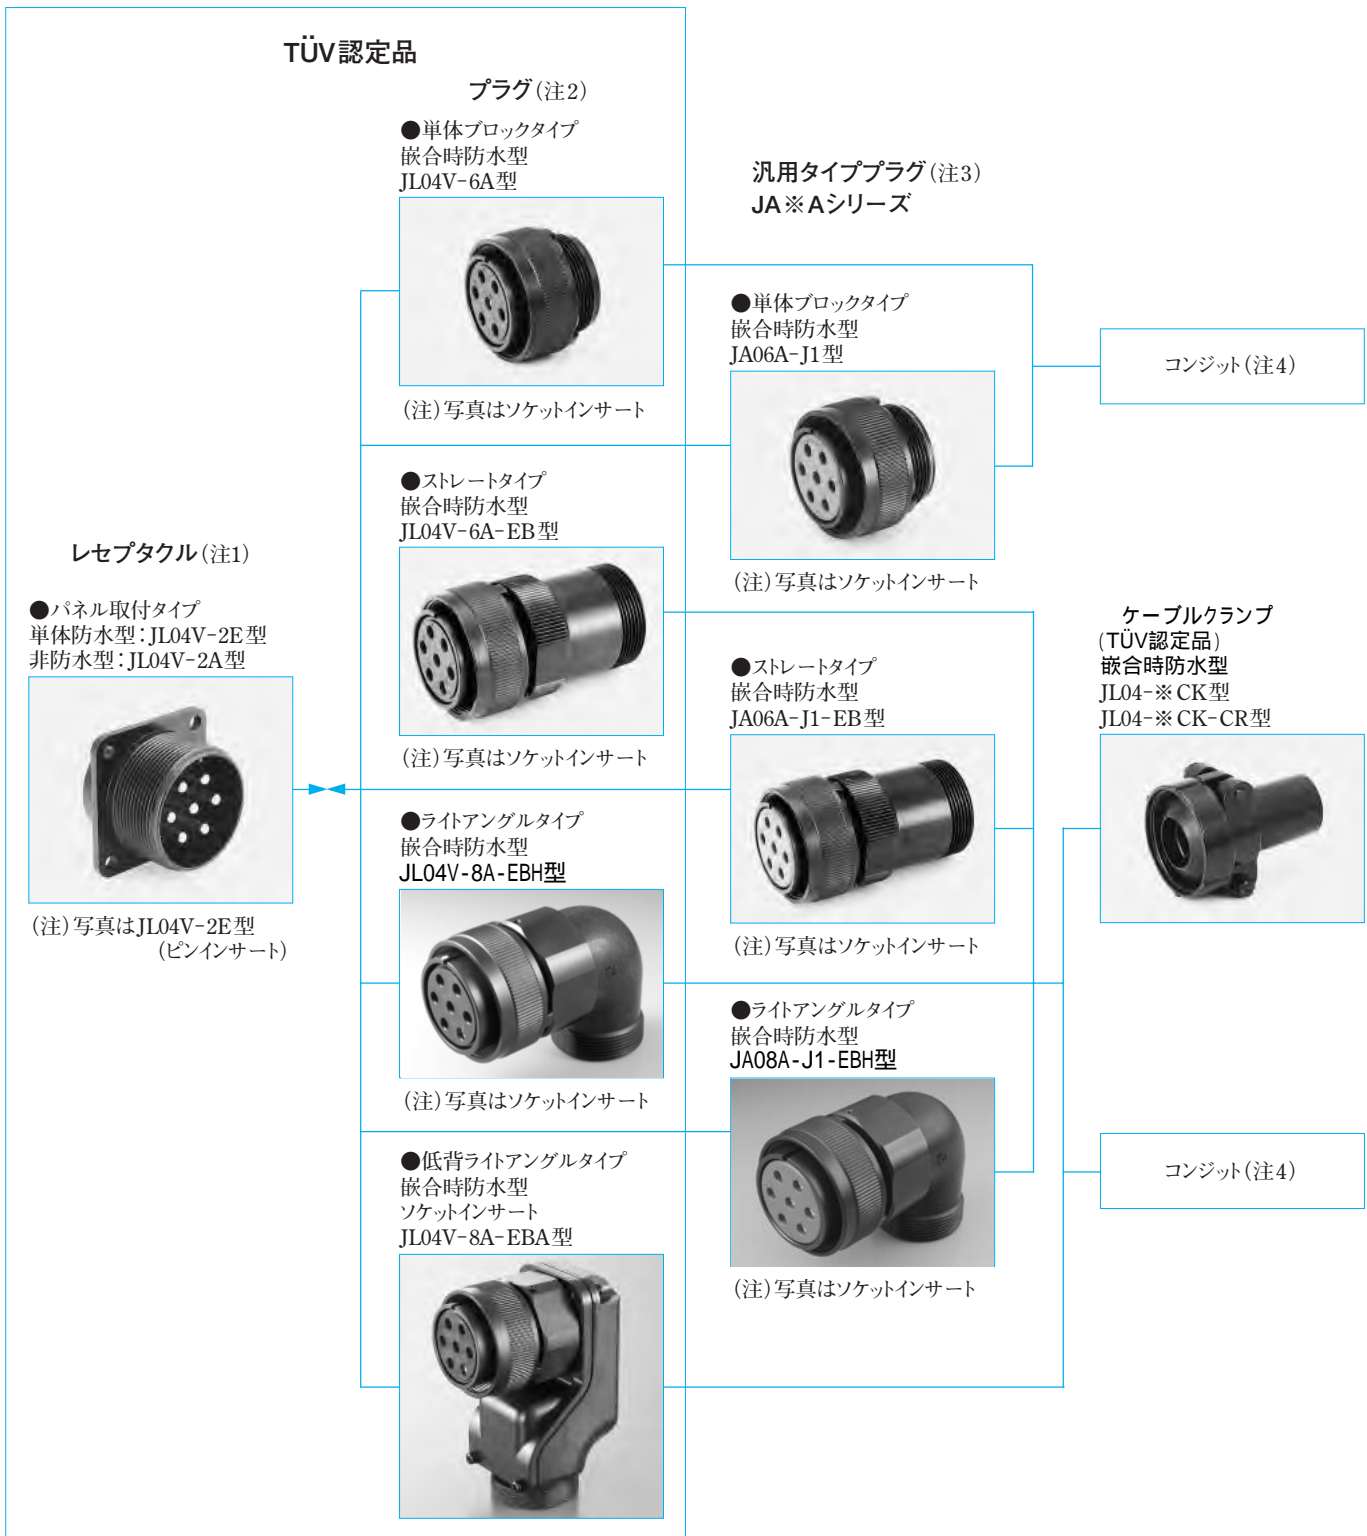 TÜV認定品
プラグ(注2)
●単体ブロックタイプ
嵌合時防水型
JL04V-6A型
(注)写真はソケットインサート
●ストレートタイプ
嵌合時防水型
JL04V-6A-EB型
(注)写真はソケットインサート
レセプタクル(注1)
●パネル取付タイプ
単体防水型：JL04V-2E型
非防水型：JL04V-2A型
(注)写真はJL04V-2E型
(ピンインサート)
●ライトアングルタイプ
嵌合時防水型
JL04V-8A-EBH型
(注)写真はソケットインサート
●低背ライトアングルタイプ
嵌合時防水型
ソケットインサート
JL04V-8A-EBA型
汎用タイププラグ(注3)
JA※Aシリーズ
●単体ブロックタイプ
嵌合時防水型
JA06A-J1型
(注)写真はソケットインサート
●ストレートタイプ
嵌合時防水型
JA06A-J1-EB型
(注)写真はソケットインサート
●ライトアングルタイプ
嵌合時防水型
JA08A-J1-EBH型
(注)写真はソケットインサート
コンジット(注4)
ケーブルクランプ
(TÜV認定品)
嵌合時防水型
JL04-※CK型
JL04-※CK-CR型
コンジット(注4)